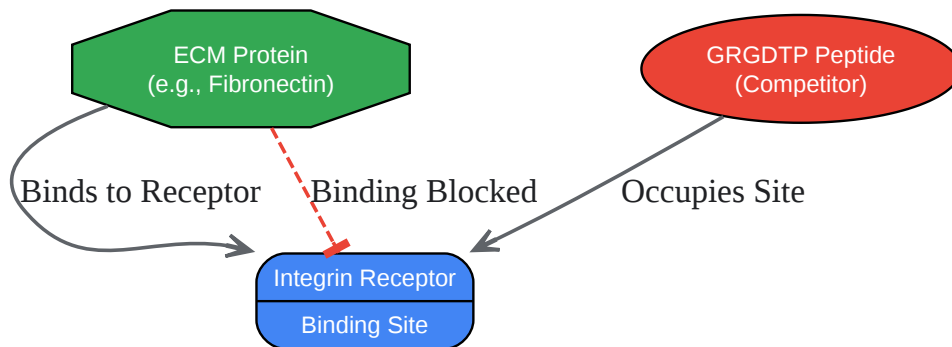 ECM Protein
(e.g., Fibronectin)
GRGDTP Peptide
(Competitor)
Binds to Receptor
Binding Blocked
Occupies Site
Integrin Receptor
Binding Site